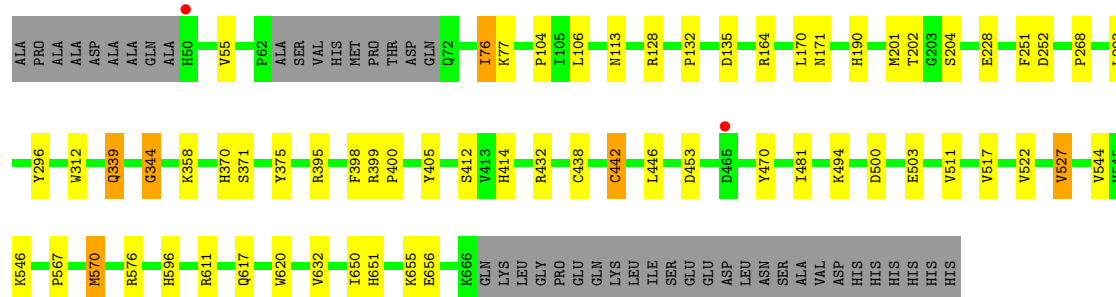 ALA PRO ALA ALA ASP ALA ALA GLN ALA H50 V55 P62 ALA SER VAL HIS MET PRO THR ASP GLN Q72 I76 K77 P104 I105 L106 N113 R128 P132 D135 R164 L170 N171 H190 M201 T202 G203 S204 E228 F251 D252 P268
Y296 W312 Q339 G344 K358 H370 S371 Y375 R395 F398 R399 P400 Y405 S412 V413 H414 R432 C438 C442 L446 D453 D465 Y470 I481 K494 D500 E503 V511 V517 V522 V527 V544
K546 P567 M570 R576 H596 R611 Q617 W620 V632 I650 H651 K655 E656 K666 GLN LYS LEU GLY PRO GLU GLN LYS LEU ILE SER GLU GLU ASP LEU ASN SER ALA VAL ASP HIS HIS HIS HIS HIS HIS